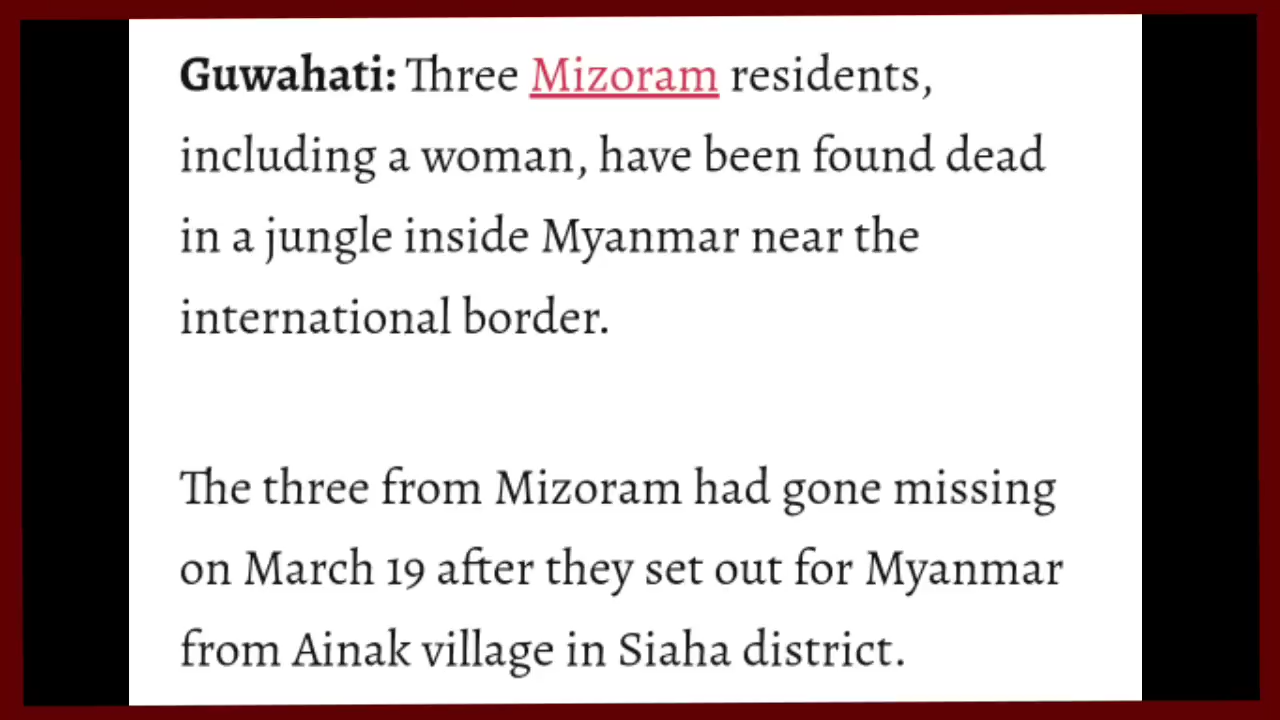 Guwahati: Three Mizoram residents,
including a woman, have been found dead
in a jungle inside Myanmar near the
international border.
The three from Mizoram had gone missing
on March 19 after they set out for Myanmar
from Ainak village in Siaha district.